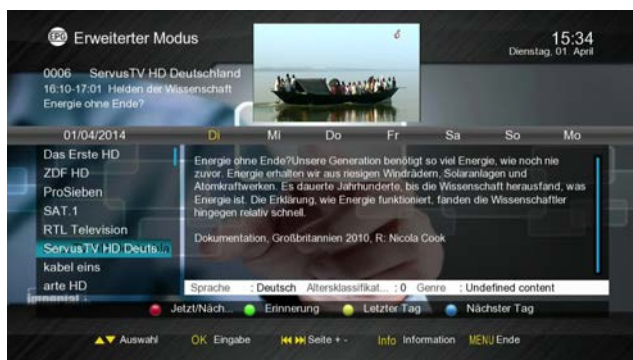 EPG Erweiterter Modus
15:34
Dienstag, 01. April
0006 ServusTV HD Deutschland
16:10-17:01 Helden der Wissenschaft
Energie ohne Ende?
01/04/2014 Di Mi Do Fr Sa So Mo
Das Erste HD
ZDF HD
ProSieben
SAT.1
RTL Television
ServusTV HD Deuts...
kabel eins
arte HD
Energie ohne Ende?Unsere Generation benötigt so viel Energie, wie noch nie
zuvor. Energie erhalten wir aus riesigen Windrädern, Solaranlagen und
Atomkraftwerken. Es dauerte Jahrhunderte, bis die Wissenschaft herausfand, was
Energie ist. Die Erklärung, wie Energie funktioniert, fanden die Wissenschaftler
hingegen relativ schnell.
Dokumentation, Großbritannien 2010, R: Nicola Cook
Sprache : Deutsch Altersklassifikat... : 0 Genre : Undefined content
imperial
Jetzt/Näch... Erinnerung Letzter Tag Nächster Tag
Auswahl OK Eingabe Seite + - Info Information MENU Ende